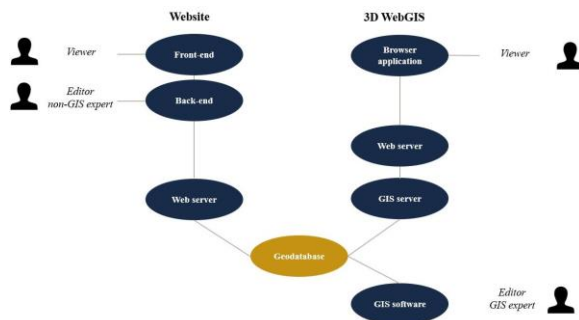 Website
3D WebGIS
Viewer
Front-end
Browser
application
Viewer
Editor
non-GIS expert
Back-end
Web server
Web server
GIS server
Geodatabase
GIS software
Editor
GIS expert